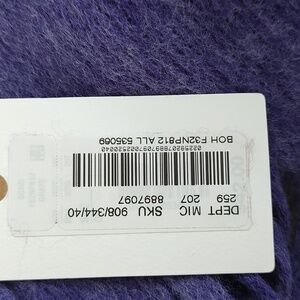 DEPT MIC SKU 908/344/40
259 207 8897097
BOH F32NP812 ALL 535069